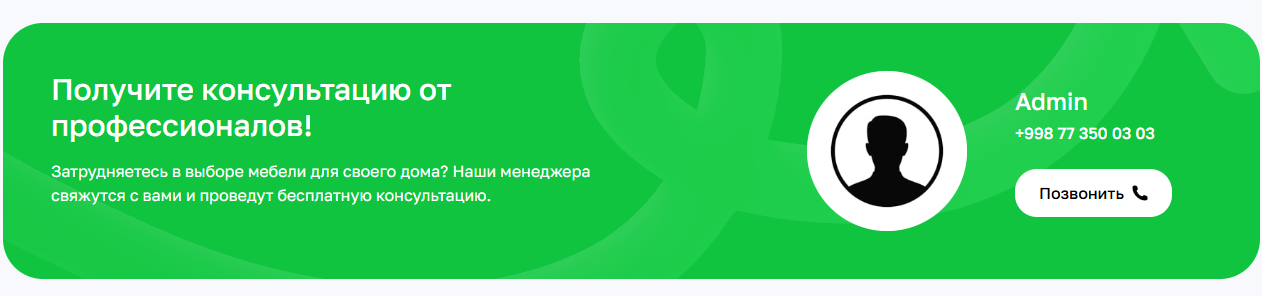 Получите консультацию от
профессионалов!
Затрудняетесь в выборе мебели для своего дома? Наши менеджера
свяжутся с вами и проведут бесплатную консультацию.
Admin
+998 77 350 03 03
Позвонить